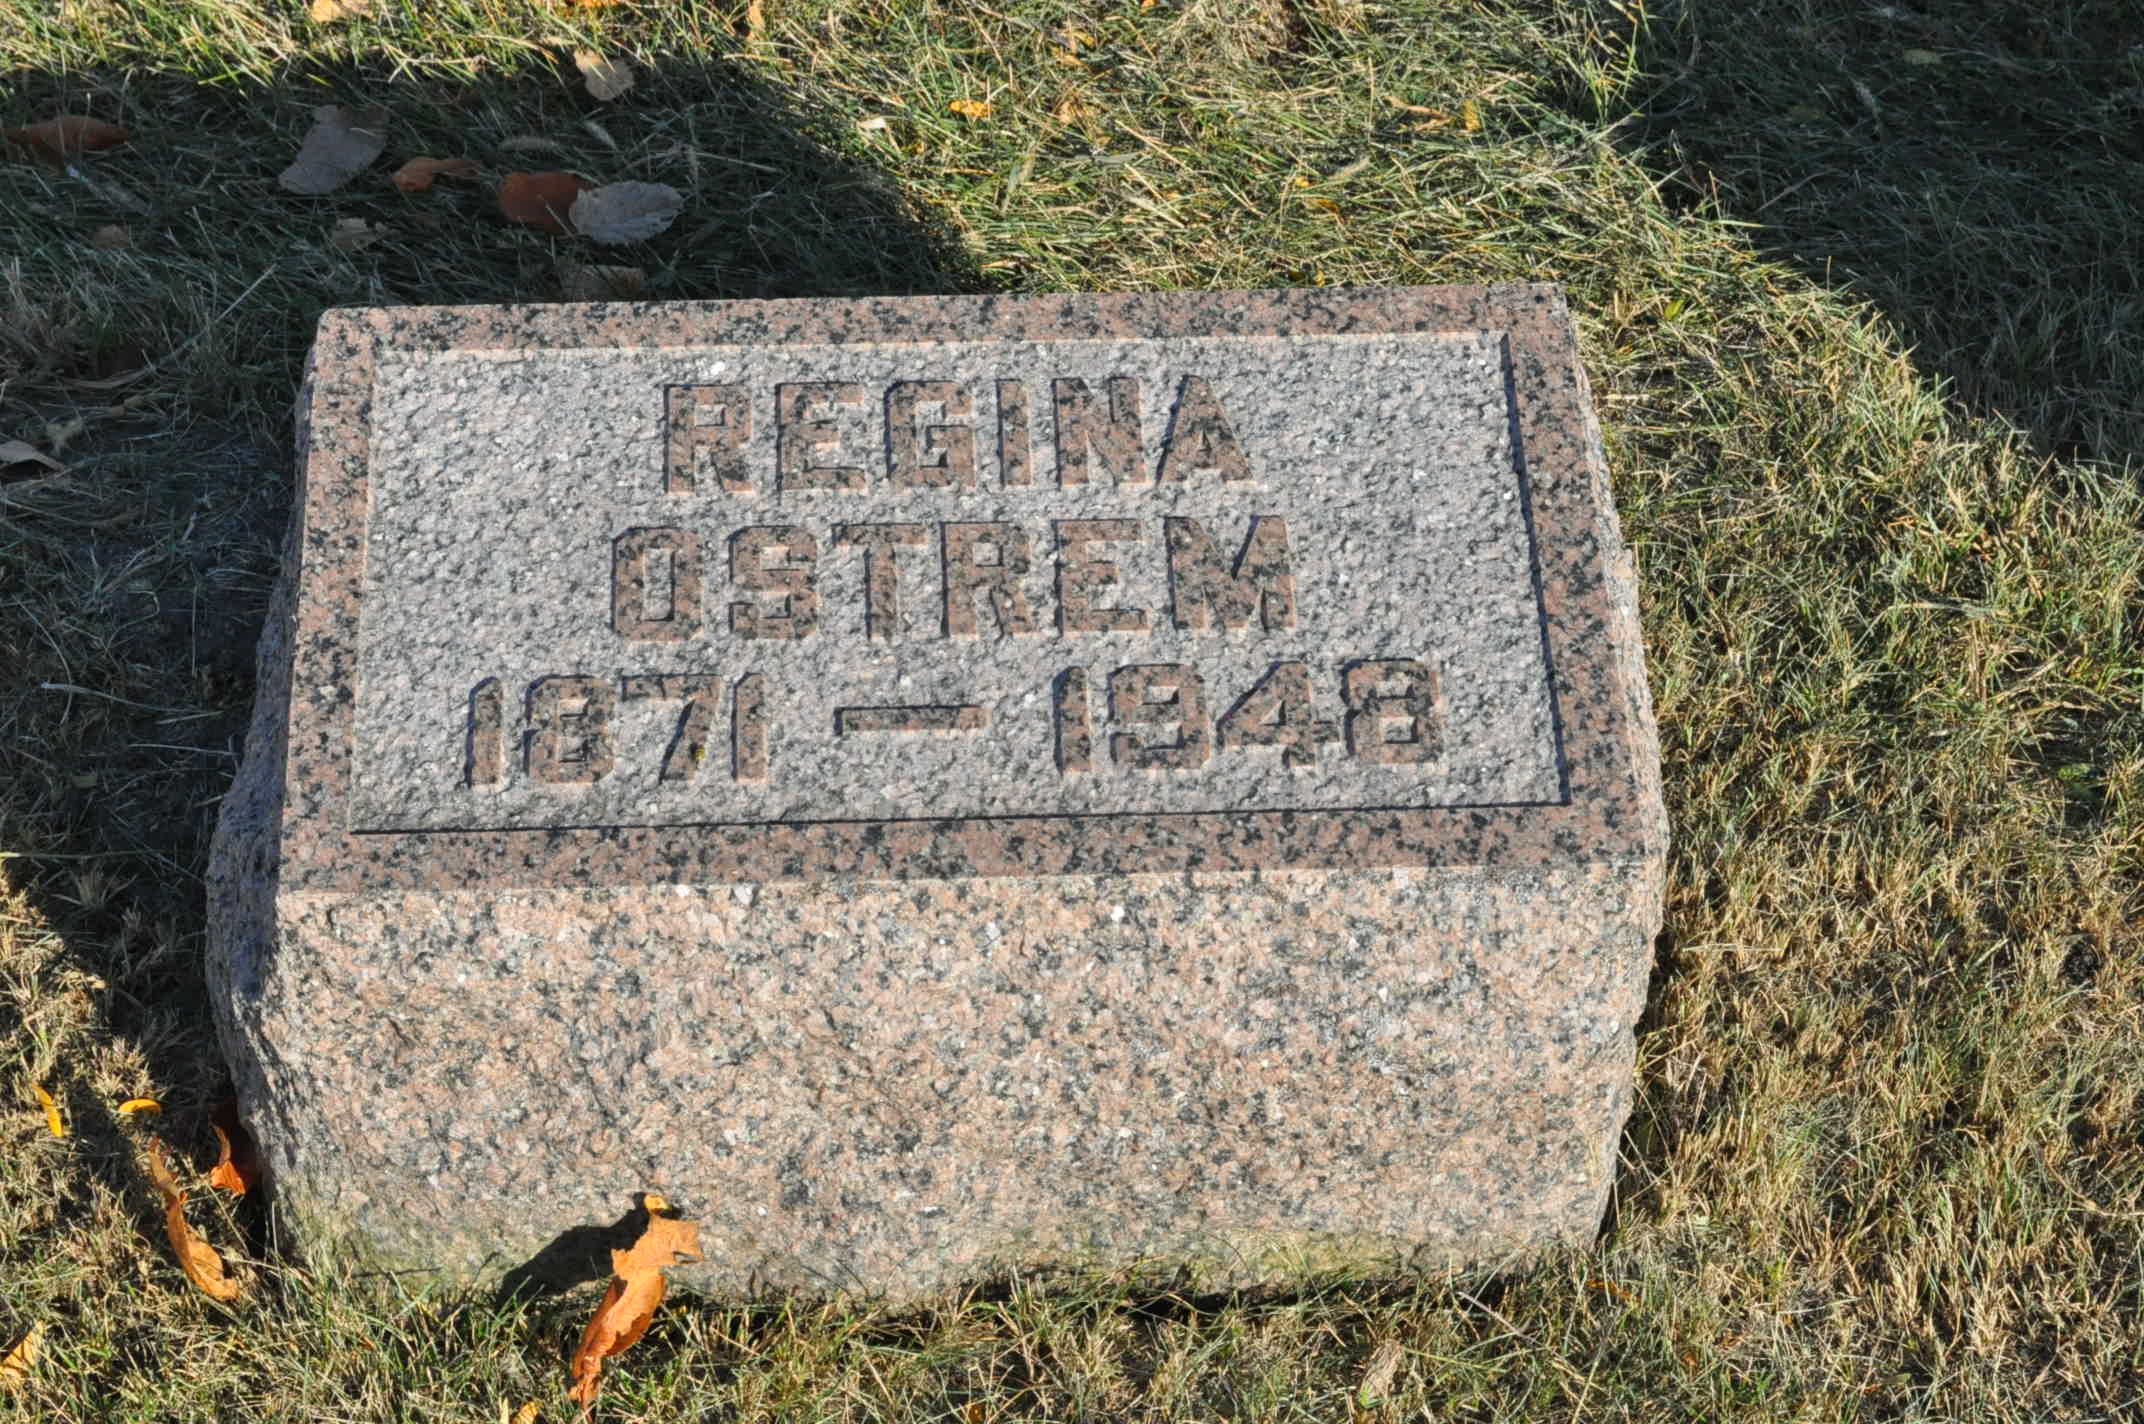 REGINA
OSTREM
1871 — 1948